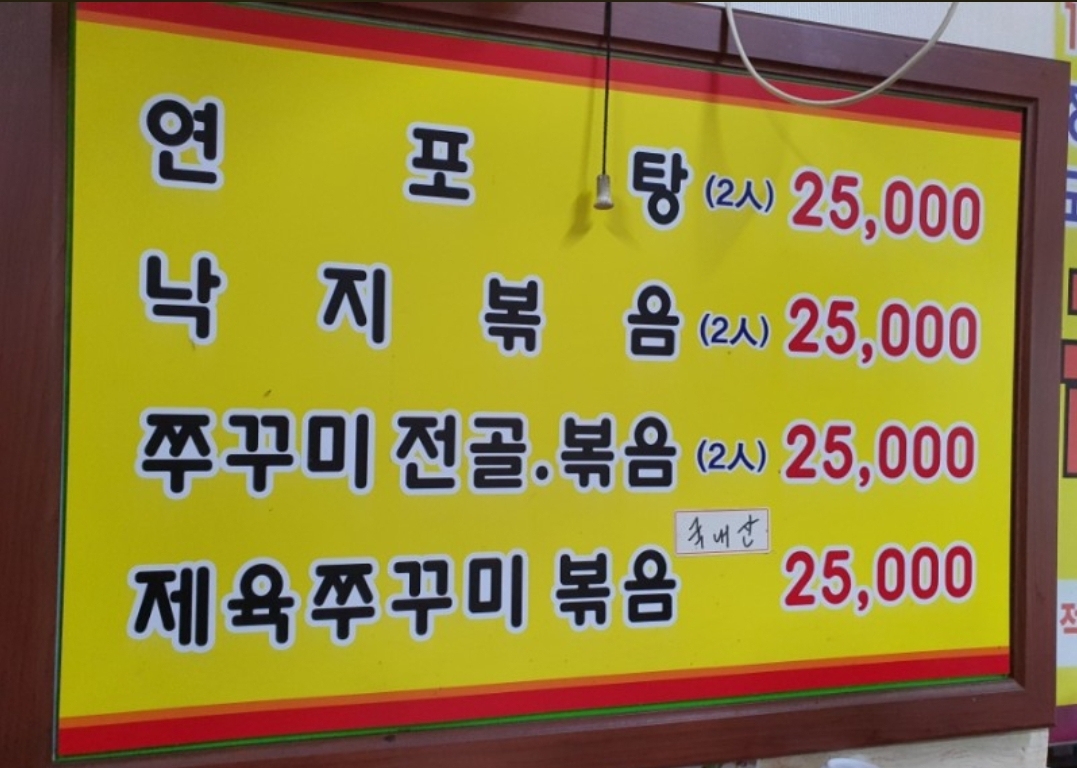 연포탕 (2人) 25,000
낙지볶음 (2人) 25,000
쭈꾸미전골.볶음 (2人) 25,000
국내산
제육쭈꾸미 볶음 25,000